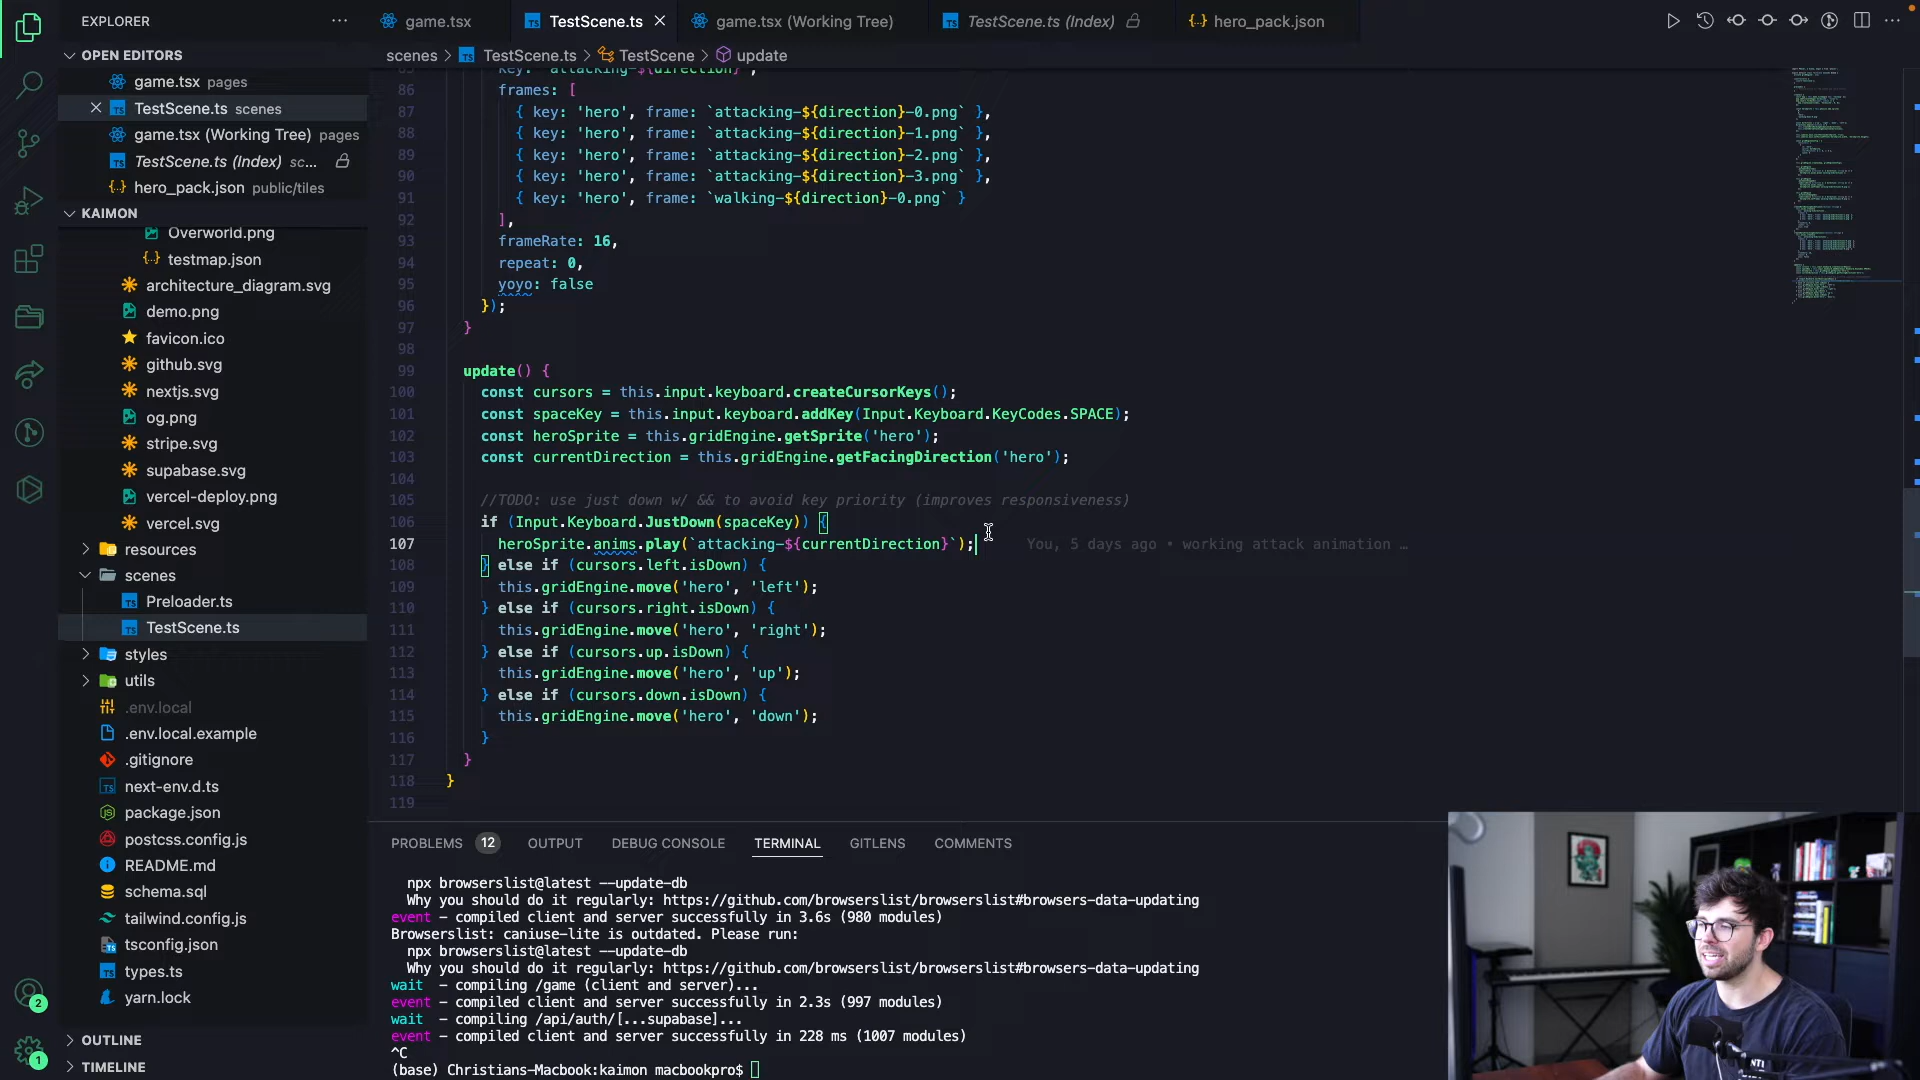 EXPLORER
game.tsx
TestScene.ts
game.tsx (Working Tree)
TestScene.ts (Index)
hero_pack.json
OPEN EDITORS
game.tsx pages
TestScene.ts scenes
game.tsx (Working Tree) pages
TestScene.ts (Index) sc...
hero_pack.json public/tiles
KAIMON
Overworld.png
testmap.json
architecture_diagram.svg
demo.png
favicon.ico
github.svg
nextjs.svg
og.png
stripe.svg
supabase.svg
vercel-deploy.png
vercel.svg
resources
scenes
Preloader.ts
TestScene.ts
styles
utils
.env.local
.env.local.example
.gitignore
next-env.d.ts
package.json
postcss.config.js
README.md
schema.sql
tailwind.config.js
tsconfig.json
types.ts
yarn.lock
OUTLINE
TIMELINE
2
1
scenes > TestScene.ts > TestScene > update
85 key: `attacking-${direction}`,
86 frames: [
87 { key: 'hero', frame: `attacking-${direction}-0.png` },
88 { key: 'hero', frame: `attacking-${direction}-1.png` },
89 { key: 'hero', frame: `attacking-${direction}-2.png` },
90 { key: 'hero', frame: `attacking-${direction}-3.png` },
91 { key: 'hero', frame: `walking-${direction}-0.png` }
92 ],
93 frameRate: 16,
94 repeat: 0,
95 yoyo: false
96 });
97 }
98
99 update() {
100 const cursors = this.input.keyboard.createCursorKeys();
101 const spaceKey = this.input.keyboard.addKey(Input.Keyboard.KeyCodes.SPACE);
102 const heroSprite = this.gridEngine.getSprite('hero');
103 const currentDirection = this.gridEngine.getFacingDirection('hero');
104
105 //TODO: use just down w/ && to avoid key priority (improves responsiveness)
106 if (Input.Keyboard.JustDown(spaceKey)) {
107 heroSprite.anims.play(`attacking-${currentDirection}`); You, 5 days ago • working attack animation …
108 } else if (cursors.left.isDown) {
109 this.gridEngine.move('hero', 'left');
110 } else if (cursors.right.isDown) {
111 this.gridEngine.move('hero', 'right');
112 } else if (cursors.up.isDown) {
113 this.gridEngine.move('hero', 'up');
114 } else if (cursors.down.isDown) {
115 this.gridEngine.move('hero', 'down');
116 }
117 }
118 }
119
PROBLEMS 12 OUTPUT DEBUG CONSOLE TERMINAL GITLENS COMMENTS
npx browserslist@latest --update-db
Why you should do it regularly: https://github.com/browserslist/browserslist#browsers-data-updating
event - compiled client and server successfully in 3.6s (980 modules)
Browserslist: caniuse-lite is outdated. Please run:
npx browserslist@latest --update-db
Why you should do it regularly: https://github.com/browserslist/browserslist#browsers-data-updating
wait - compiling /game (client and server)...
event - compiled client and server successfully in 2.3s (997 modules)
wait - compiling /api/auth/[...supabase]...
event - compiled client and server successfully in 228 ms (1007 modules)
^C
(base) Christians-Macbook:kaimon macbookpro$